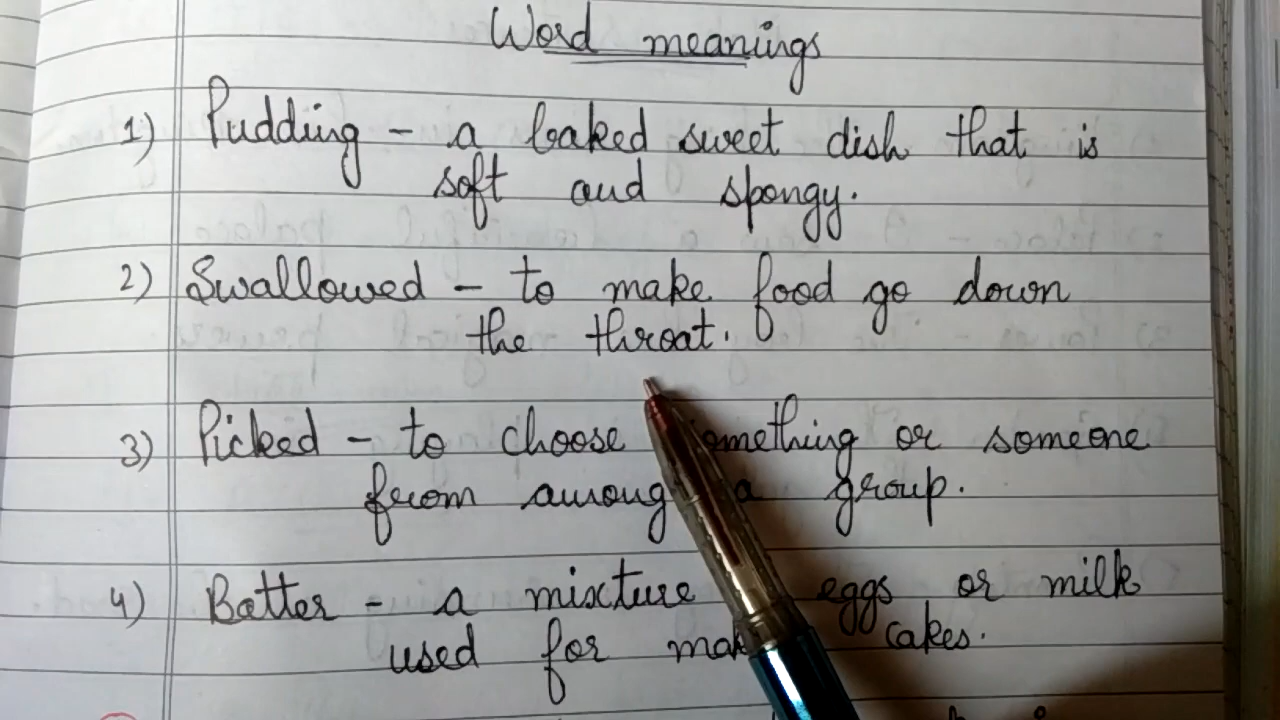 Word meanings
1) Pudding - a baked sweet dish that is
soft and spongy.
2) Swallowed - to make food go down
the throat.
3) Picked - to choose something or someone
from among a group.
4) Batter - a mixture eggs or milk
used for cakes.